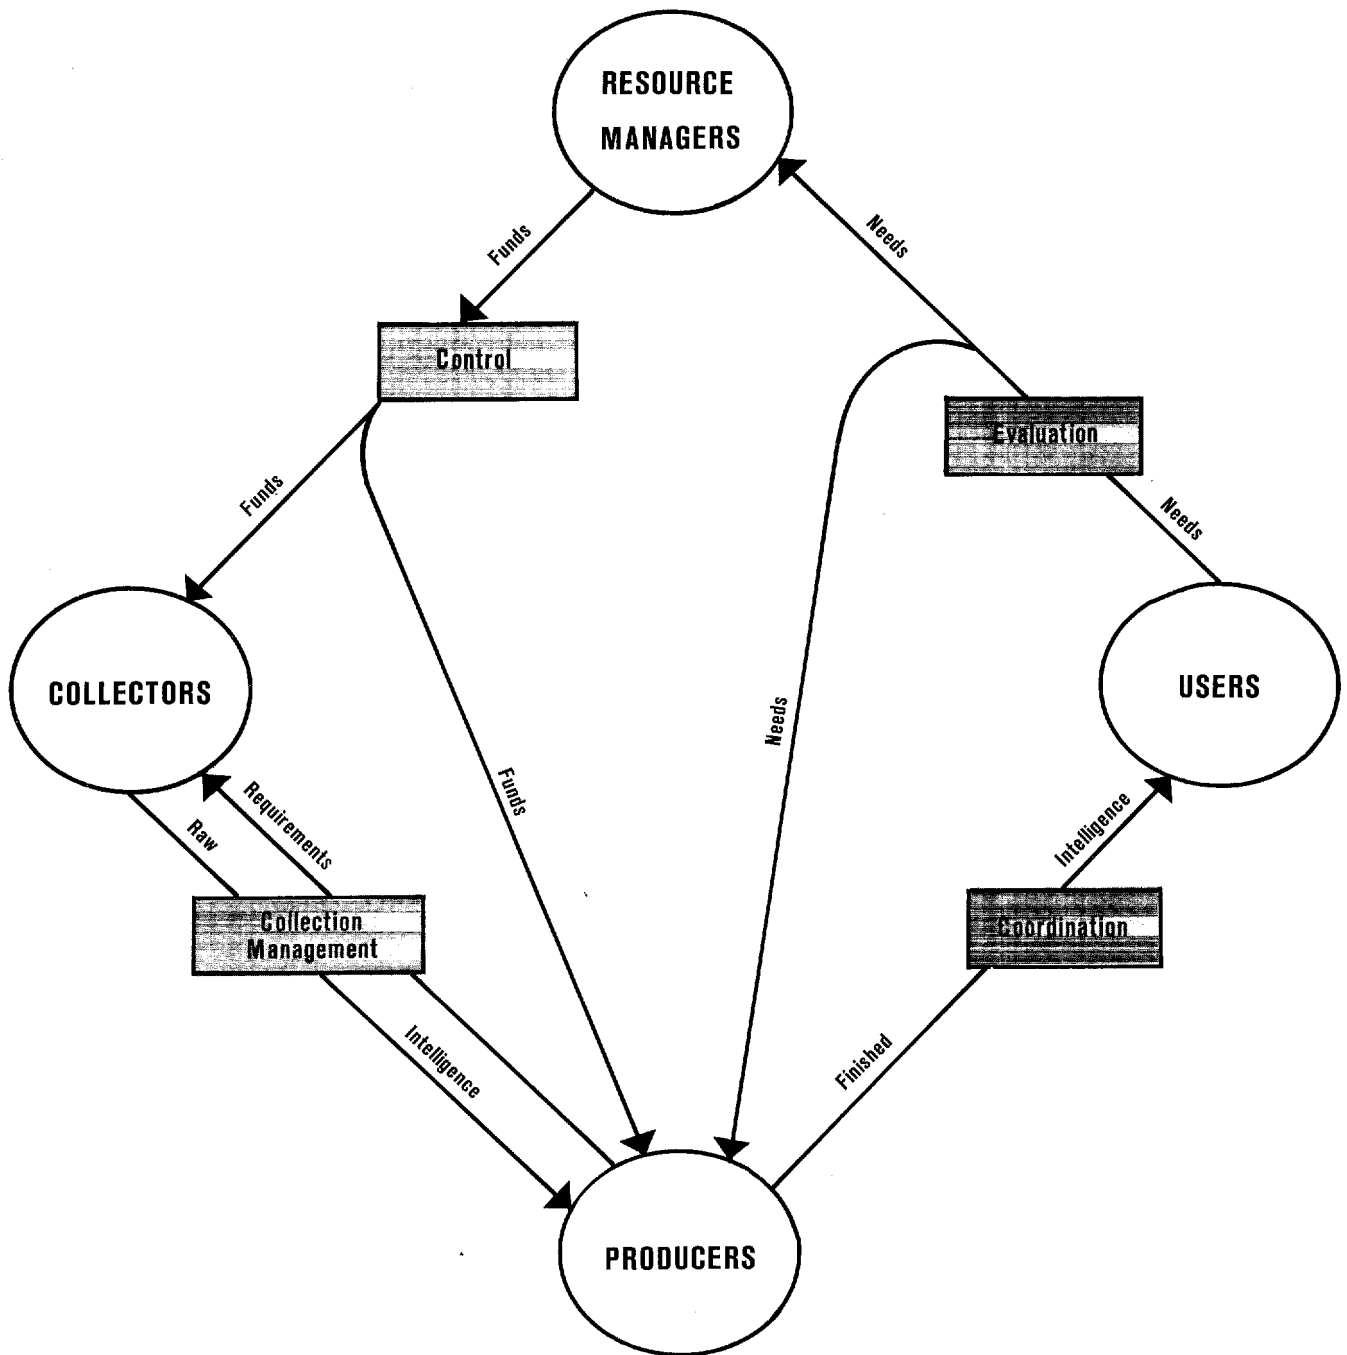 RESOURCE
MANAGERS
Funds
Needs
Control
Evaluation
Funds
Needs
COLLECTORS
USERS
Needs
Funds
Requirements
Raw
Intelligence
Collection
Management
Coordination
Intelligence
Finished
PRODUCERS